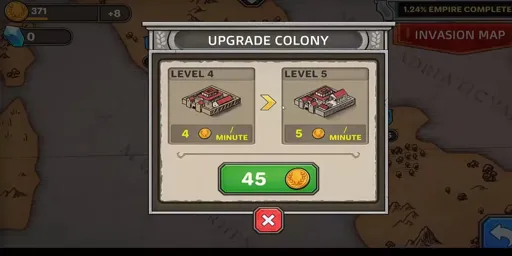 371
+8
1.24% EMPIRE COMPLETE
0
UPGRADE COLONY
INVASION MAP
LEVEL 4
LEVEL 5
4 / MINUTE
5 / MINUTE
45